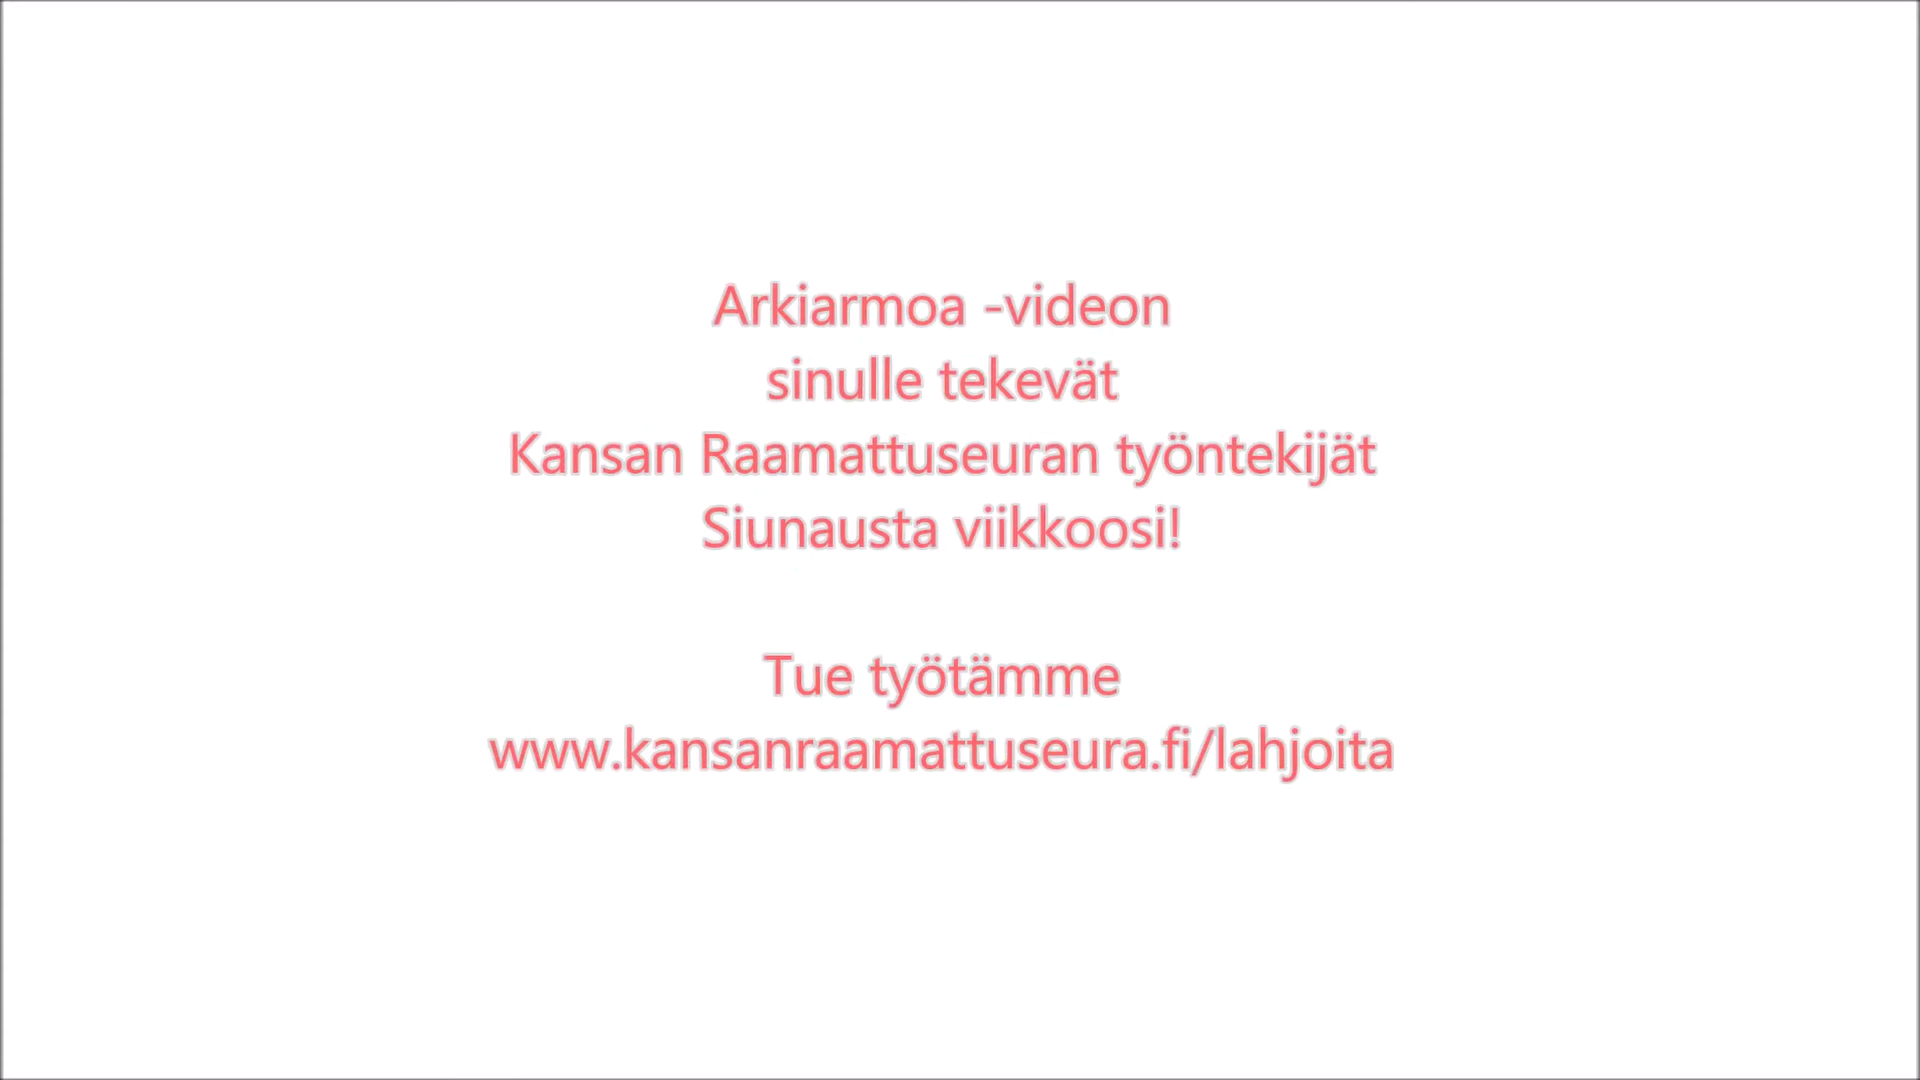 Arkiarmoa -videon
sinulle tekevät
Kansan Raamattuseuran työntekijät
Siunausta viikkoosi!
Tue työtämme
www.kansanraamattuseura.fi/lahjoita